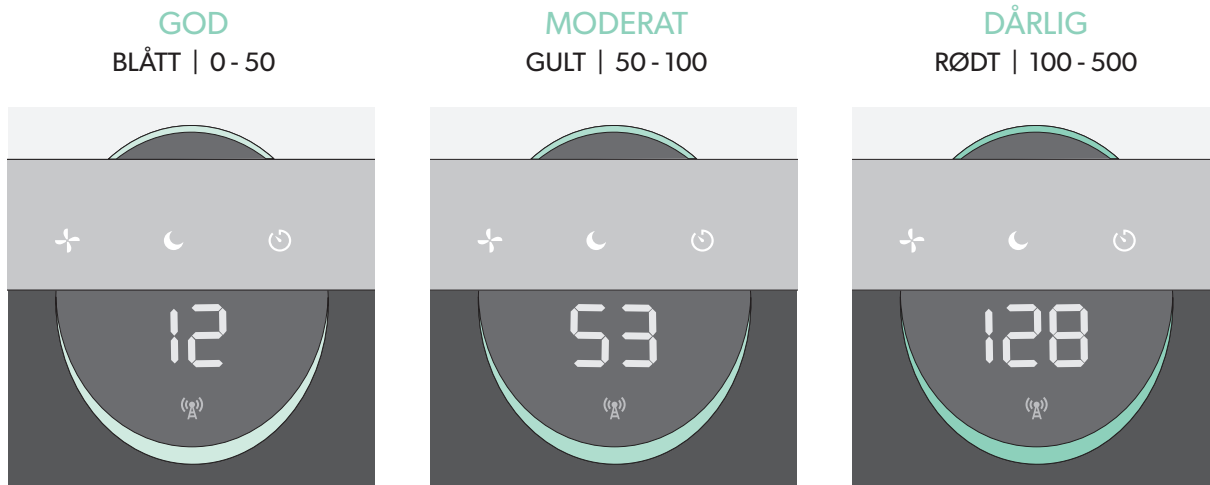 GOD
BLÅTT | 0 - 50
MODERAT
GULT | 50 - 100
DÅRLIG
RØDT | 100 - 500
12
53
128